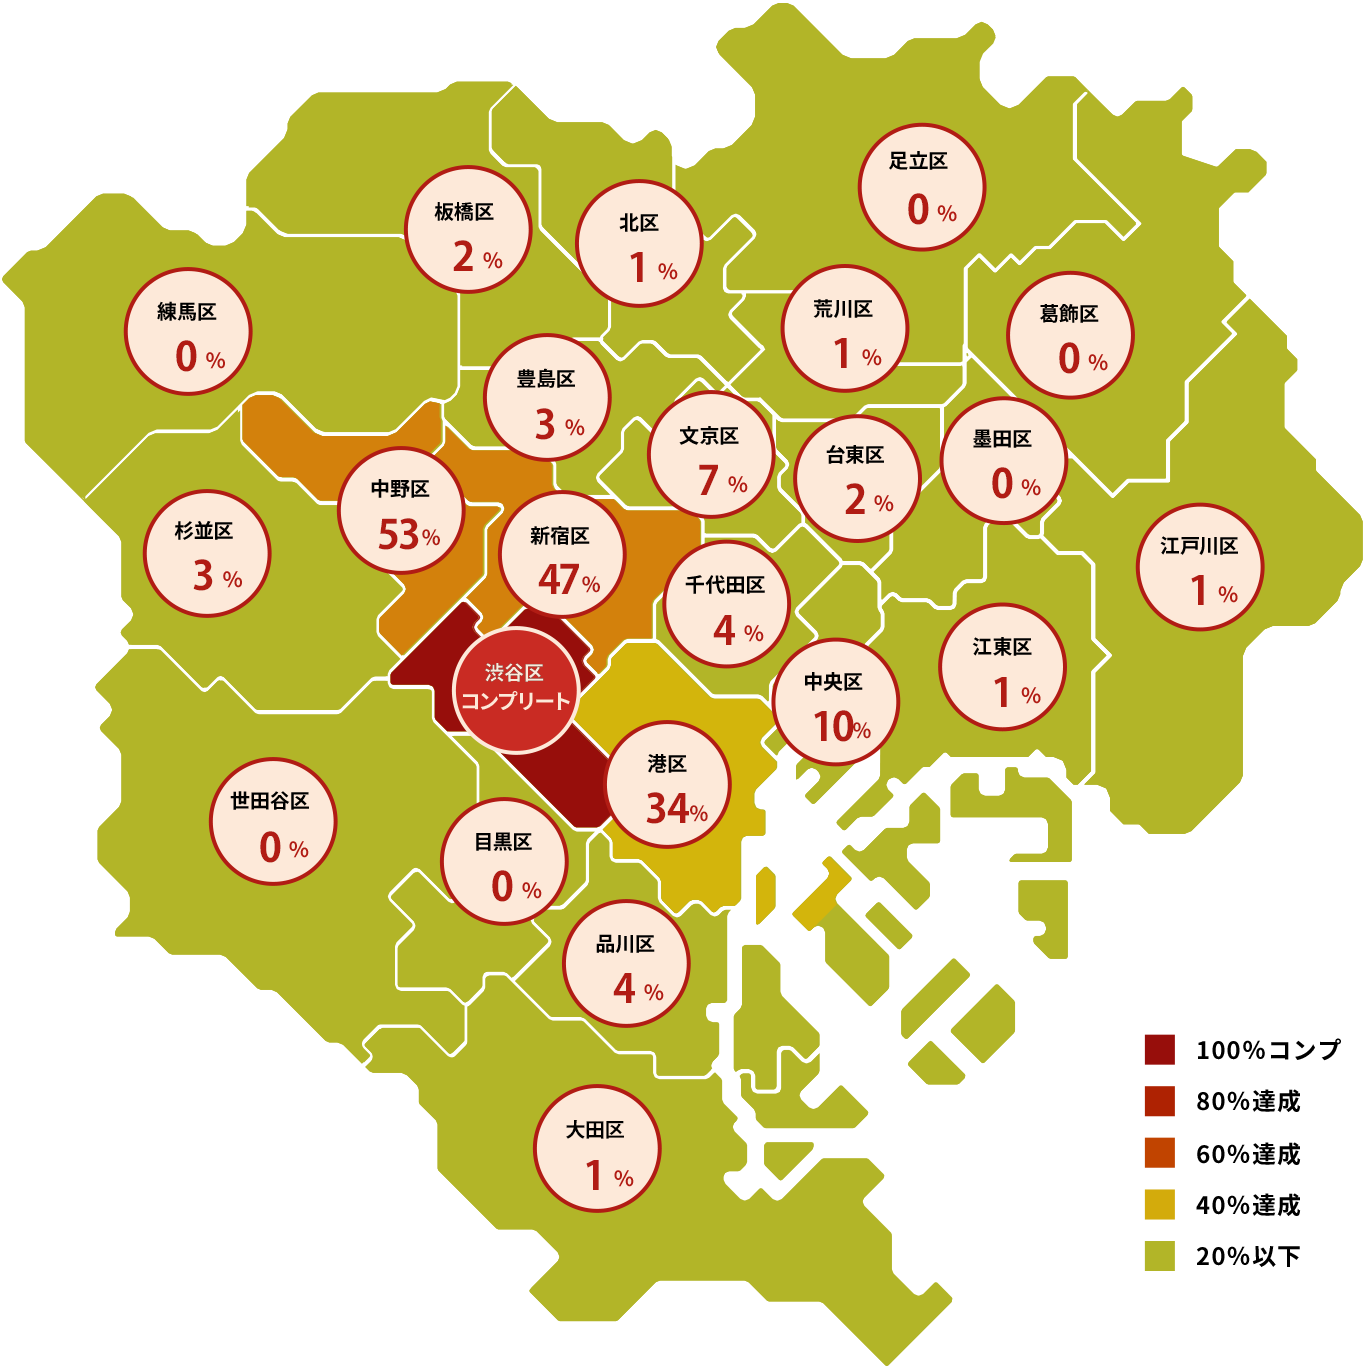 足立区
0 %
板橋区
2 %
北区
1 %
練馬区
0 %
荒川区
1 %
葛飾区
0 %
豊島区
3 %
文京区
7 %
台東区
2 %
墨田区
0 %
中野区
53%
杉並区
3 %
新宿区
47%
江戸川区
1 %
千代田区
4 %
渋谷区
コンプリート
中央区
10%
江東区
1 %
港区
34%
世田谷区
0 %
目黒区
0 %
品川区
4 %
大田区
1 %
100%コンプ
80%達成
60%達成
40%達成
20%以下